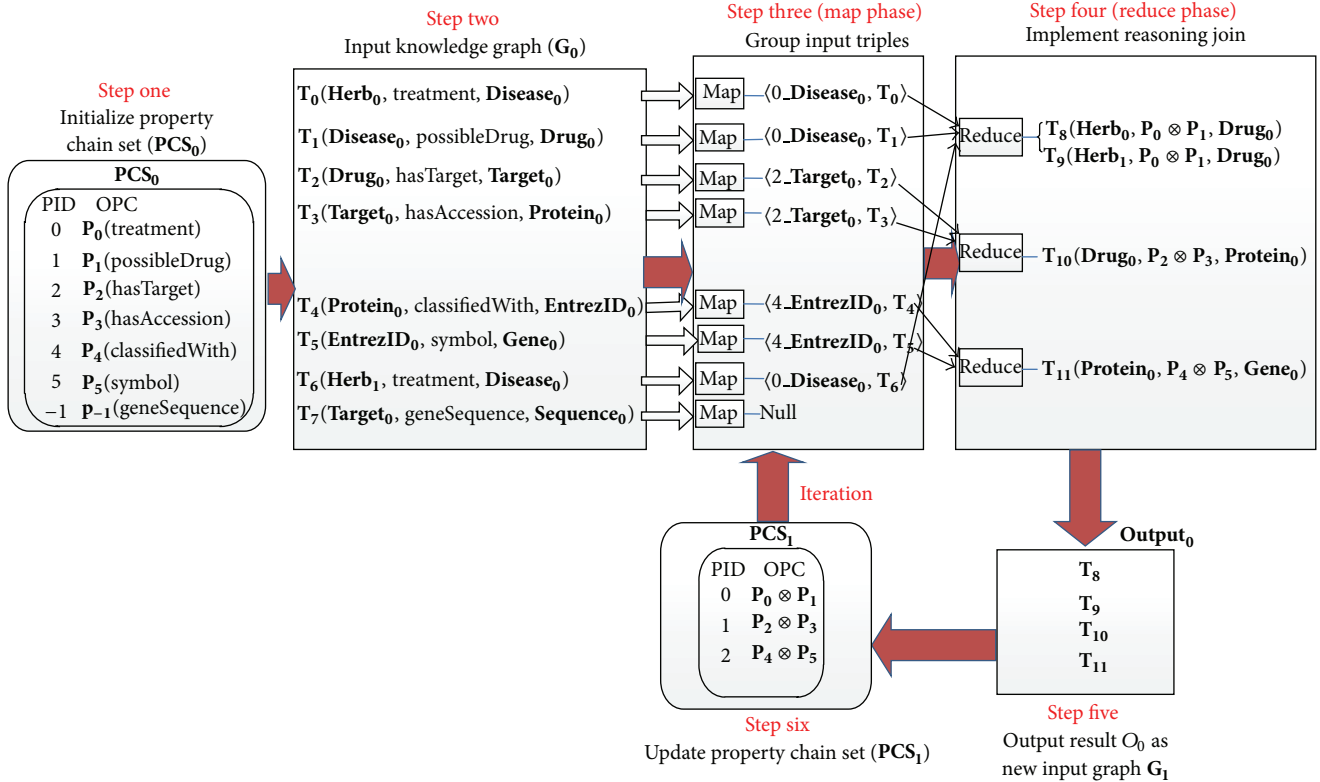 Step one
Initialize property
chain set (PCS₀)
PCS₀
PID OPC
0 P₀(treatment)
1 P₁(possibleDrug)
2 P₂(hasTarget)
3 P₃(hasAccession)
4 P₄(classifiedWith)
5 P₅(symbol)
−1 P₋₁(geneSequence)
Step two
Input knowledge graph (G₀)
T₀(Herb₀, treatment, Disease₀)
T₁(Disease₀, possibleDrug, Drug₀)
T₂(Drug₀, hasTarget, Target₀)
T₃(Target₀, hasAccession, Protein₀)
T₄(Protein₀, classifiedWith, EntrezID₀)
T₅(EntrezID₀, symbol, Gene₀)
T₆(Herb₁, treatment, Disease₀)
T₇(Target₀, geneSequence, Sequence₀)
Step three (map phase)
Group input triples
Map ⟨0_Disease₀, T₀⟩
Map ⟨0_Disease₀, T₁⟩
Map ⟨2_Target₀, T₂⟩
Map ⟨2_Target₀, T₃⟩
Map ⟨4_EntrezID₀, T₄⟩
Map ⟨4_EntrezID₀, T₅⟩
Map ⟨0_Disease₀, T₆⟩
Map Null
Step four (reduce phase)
Implement reasoning join
Reduce
T₈(Herb₀, P₀ ⊗ P₁, Drug₀)
T₉(Herb₁, P₀ ⊗ P₁, Drug₀)
Reduce T₁₀(Drug₀, P₂ ⊗ P₃, Protein₀)
Reduce T₁₁(Protein₀, P₄ ⊗ P₅, Gene₀)
Output₀
T₈
T₉
T₁₀
T₁₁
Step five
Output result O₀ as
new input graph G₁
Iteration
PCS₁
PID OPC
0 P₀ ⊗ P₁
1 P₂ ⊗ P₃
2 P₄ ⊗ P₅
Step six
Update property chain set (PCS₁)